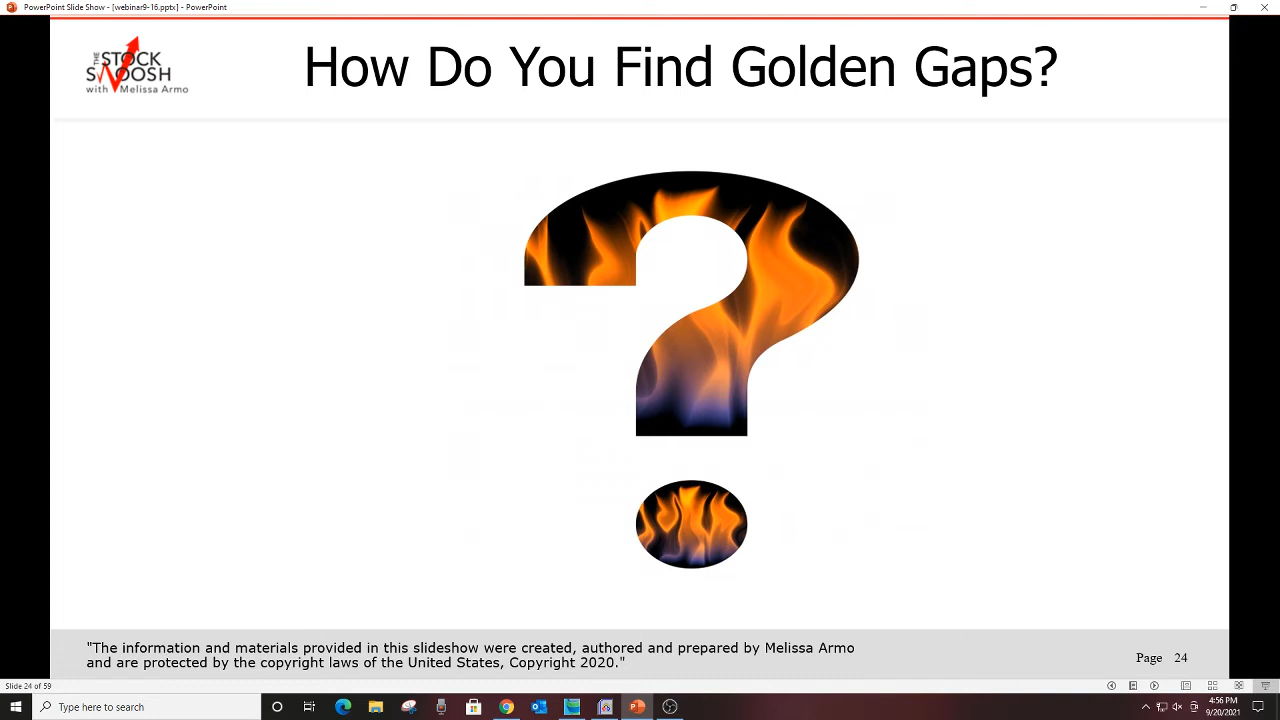 PowerPoint Slide Show - [webinar9-16.pptx] - PowerPoint
THE
STOCK
SWOOSH
with Melissa Armo
How Do You Find Golden Gaps?
?
"The information and materials provided in this slideshow were created, authored and prepared by Melissa Armo
and are protected by the copyright laws of the United States, Copyright 2020."
Page 24
Slide 24 of 59
Type here to search
4:56 PM
9/20/2021